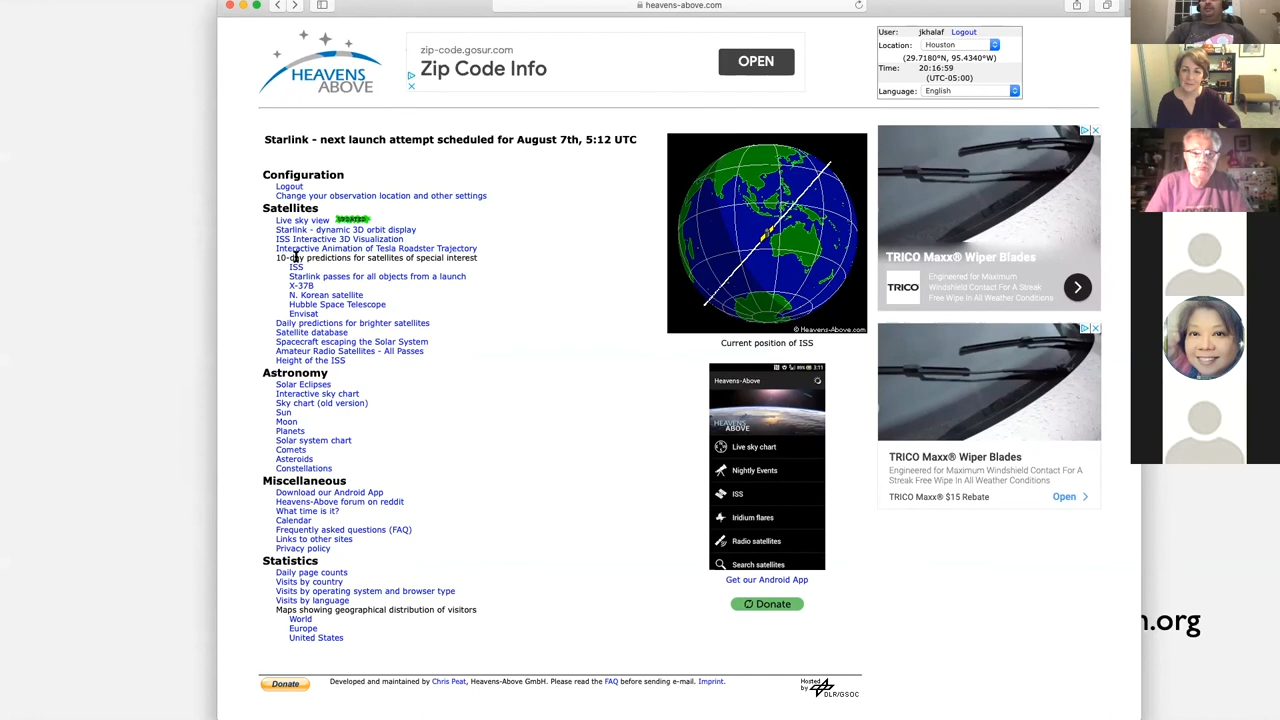 heavens-above.com
HEAVENS
ABOVE
zip-code.gosur.com
Zip Code Info
OPEN
User: jkhalaf Logout
Location: Houston
(29.7180°N, 95.4340°W)
Time: 20:16:59
(UTC-05:00)
Language: English
Starlink - next launch attempt scheduled for August 7th, 5:12 UTC
Configuration
Logout
Change your observation location and other settings
Satellites
Live sky view UPDATED
Starlink - dynamic 3D orbit display
ISS Interactive 3D Visualization
Interactive Animation of Tesla Roadster Trajectory
10-day predictions for satellites of special interest
ISS
Starlink passes for all objects from a launch
X-37B
N. Korean satellite
Hubble Space Telescope
Envisat
Daily predictions for brighter satellites
Satellite database
Spacecraft escaping the Solar System
Amateur Radio Satellites - All Passes
Height of the ISS
Astronomy
Solar Eclipses
Interactive sky chart
Sky chart (old version)
Sun
Moon
Planets
Solar system chart
Comets
Asteroids
Constellations
Miscellaneous
Download our Android App
Heavens-Above forum on reddit
What time is it?
Calendar
Frequently asked questions (FAQ)
Links to other sites
Privacy policy
Statistics
Daily page counts
Visits by country
Visits by operating system and browser type
Visits by language
Maps showing geographical distribution of visitors
World
Europe
United States
© Heavens-Above.com
Current position of ISS
3:11
Heavens-Above
HEAVENS
ABOVE
Live sky chart
Nightly Events
ISS
Iridium flares
Radio satellites
Search satellites
Get our Android App
Donate
TRICO Maxx® Wiper Blades
TRICO
Engineered for Maximum
Windshield Contact For A
Streak Free Wipe In All Weather Conditions
TRICO Maxx® Wiper Blades
Engineered for Maximum Windshield Contact For A
Streak Free Wipe In All Weather Conditions
TRICO Maxx® $15 Rebate
Open
n.org
Donate
Developed and maintained by Chris Peat, Heavens-Above GmbH. Please read the FAQ before sending e-mail. Imprint.
Hosted
by
DLR/GSOC